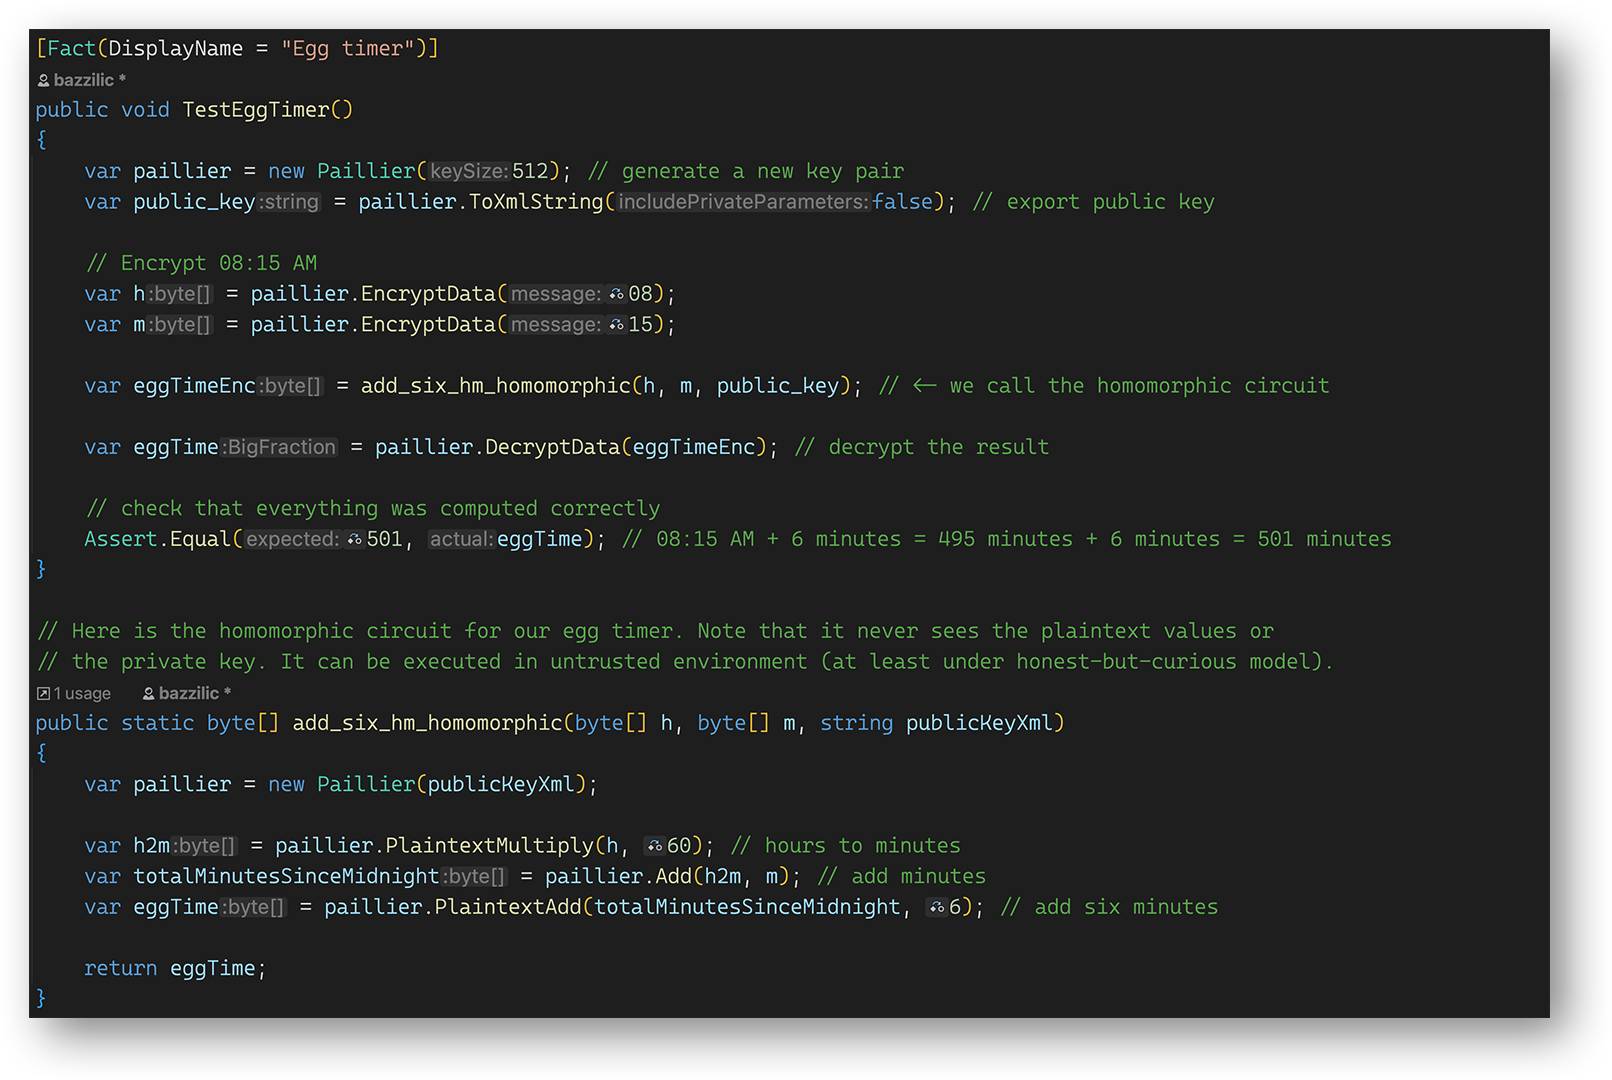 [Fact(DisplayName = "Egg timer")]
bazzilic *
public void TestEggTimer()
{
var paillier = new Paillier(keySize:512); // generate a new key pair
var public_key:string = paillier.ToXmlString(includePrivateParameters:false); // export public key
// Encrypt 08:15 AM
var h:byte[] = paillier.EncryptData(message:08);
var m:byte[] = paillier.EncryptData(message:15);
var eggTimeEnc:byte[] = add_six_hm_homomorphic(h, m, public_key); // <— we call the homomorphic circuit
var eggTime:BigFraction = paillier.DecryptData(eggTimeEnc); // decrypt the result
// check that everything was computed correctly
Assert.Equal(expected:501, actual:eggTime); // 08:15 AM + 6 minutes = 495 minutes + 6 minutes = 501 minutes
}
// Here is the homomorphic circuit for our egg timer. Note that it never sees the plaintext values or
// the private key. It can be executed in untrusted environment (at least under honest-but-curious model).
1 usage bazzilic *
public static byte[] add_six_hm_homomorphic(byte[] h, byte[] m, string publicKeyXml)
{
var paillier = new Paillier(publicKeyXml);
var h2m:byte[] = paillier.PlaintextMultiply(h, 60); // hours to minutes
var totalMinutesSinceMidnight:byte[] = paillier.Add(h2m, m); // add minutes
var eggTime:byte[] = paillier.PlaintextAdd(totalMinutesSinceMidnight, 6); // add six minutes
return eggTime;
}